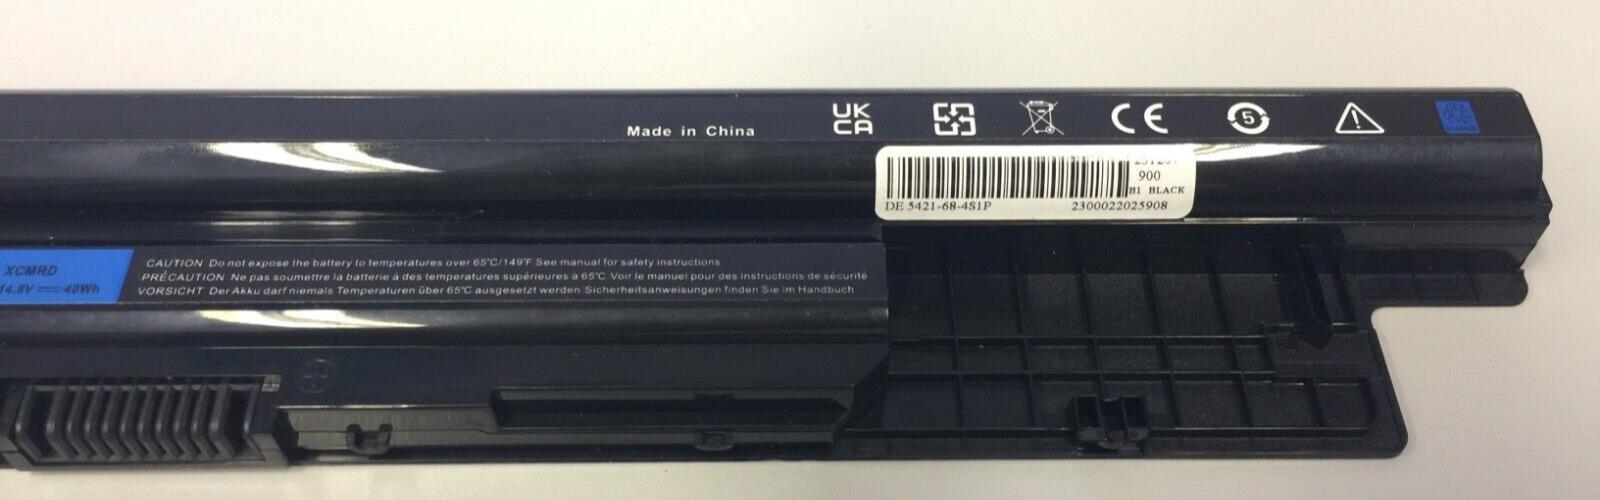 Made in China
UK
CA
CE
5
900
B1 BLACK
DE 5421-68-4S1P
2300022025908
XCMRD
14.8V 40Wh
CAUTION Do not expose the battery to temperatures over 65°C/149°F See manual for safety instructions
PRÉCAUTION Ne pas soumettre la batterie à des temperatures supérieures à 65°C Voir le manuel pour des instructions de sécurité
VORSICHT Der Akku darf niemals Temperaturen über 65°C ausgesetzt werden. Sicherheitsanweisungen finden Sie im Handbuch